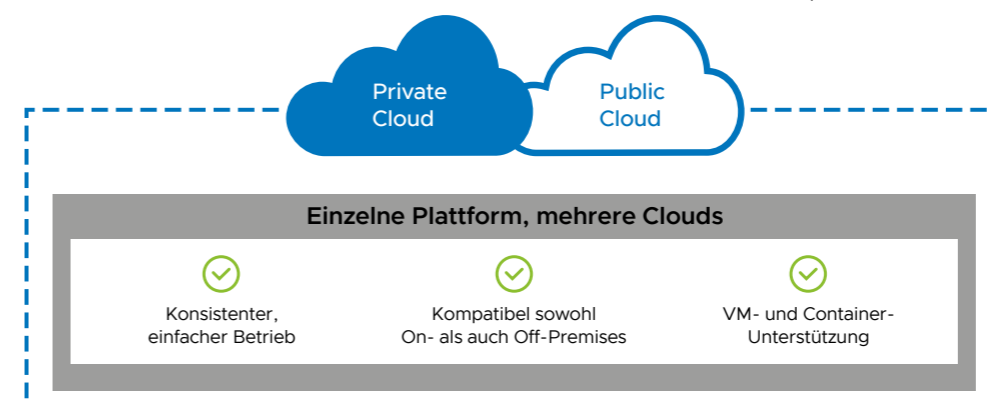 Private
Cloud
Public
Cloud
Einzelne Plattform, mehrere Clouds
Konsistenter,
einfacher Betrieb
Kompatibel sowohl
On- als auch Off-Premises
VM- und Container-
Unterstützung